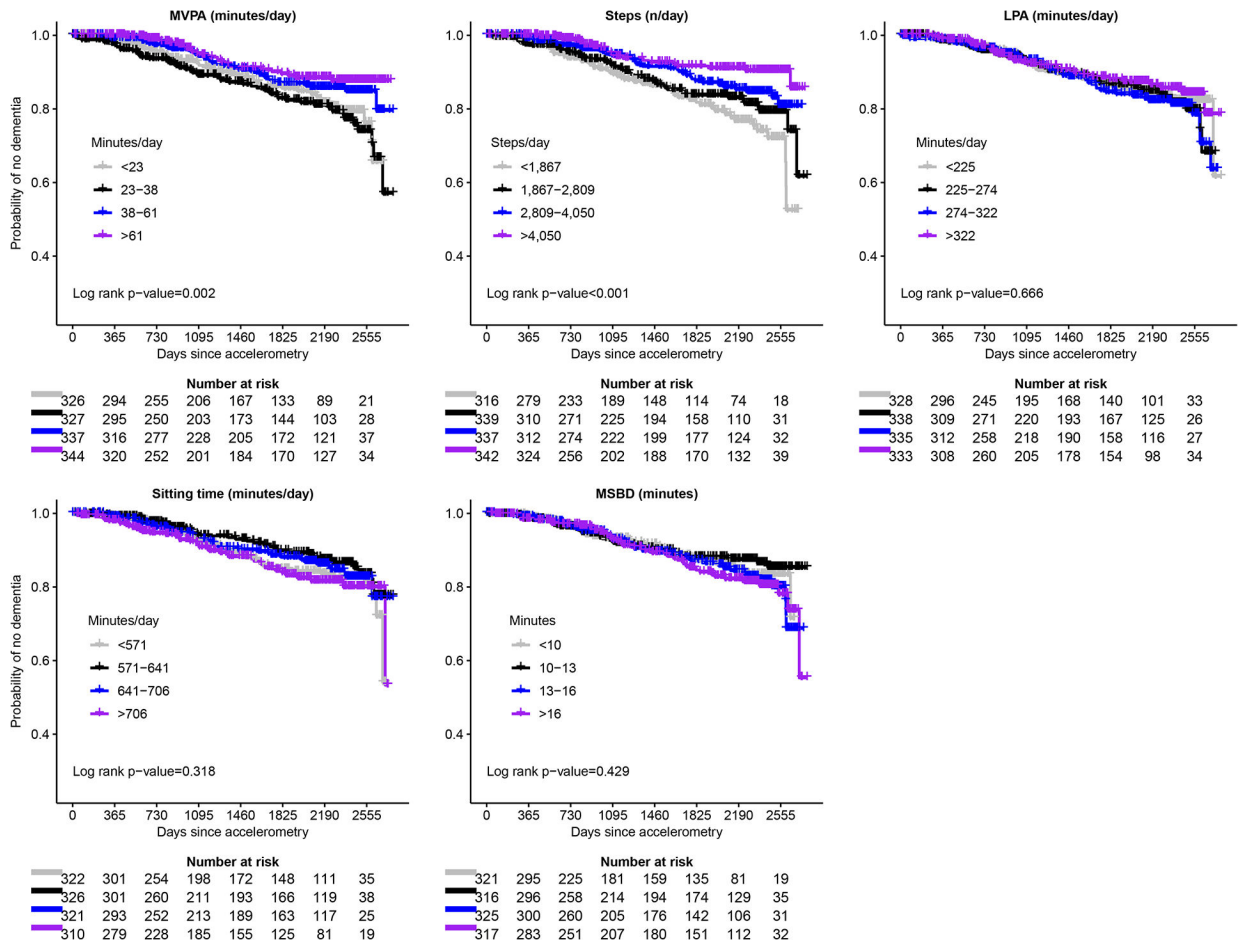 MVPA (minutes/day)
Probability of no dementia
1.0
0.8
0.6
0.4
Minutes/day
<23
23−38
38−61
>61
Log rank p−value=0.002
0 365 730 1095 1460 1825 2190 2555
Days since accelerometry
Number at risk
326 294 255 206 167 133 89 21
327 295 250 203 173 144 103 28
337 316 277 228 205 172 121 37
344 320 252 201 184 170 127 34
Steps (n/day)
1.0
0.8
0.6
0.4
Steps/day
<1,867
1,867−2,809
2,809−4,050
>4,050
Log rank p−value<0.001
0 365 730 1095 1460 1825 2190 2555
Days since accelerometry
Number at risk
316 279 233 189 148 114 74 18
339 310 271 225 194 158 110 31
337 312 274 222 199 177 124 32
342 324 256 202 188 170 132 39
LPA (minutes/day)
1.0
0.8
0.6
0.4
Minutes/day
<225
225−274
274−322
>322
Log rank p−value=0.666
0 365 730 1095 1460 1825 2190 2555
Days since accelerometry
Number at risk
328 296 245 195 168 140 101 33
338 309 271 220 193 167 125 26
335 312 258 218 190 158 116 27
333 308 260 205 178 154 98 34
Sitting time (minutes/day)
Probability of no dementia
1.0
0.8
0.6
0.4
Minutes/day
<571
571−641
641−706
>706
Log rank p−value=0.318
0 365 730 1095 1460 1825 2190 2555
Days since accelerometry
Number at risk
322 301 254 198 172 148 111 35
326 301 260 211 193 166 119 38
321 293 252 213 189 163 117 25
310 279 228 185 155 125 81 19
MSBD (minutes)
1.0
0.8
0.6
0.4
Minutes
<10
10−13
13−16
>16
Log rank p−value=0.429
0 365 730 1095 1460 1825 2190 2555
Days since accelerometry
Number at risk
321 295 225 181 159 135 81 19
316 296 258 214 194 174 129 35
325 300 260 205 176 142 106 31
317 283 251 207 180 151 112 32